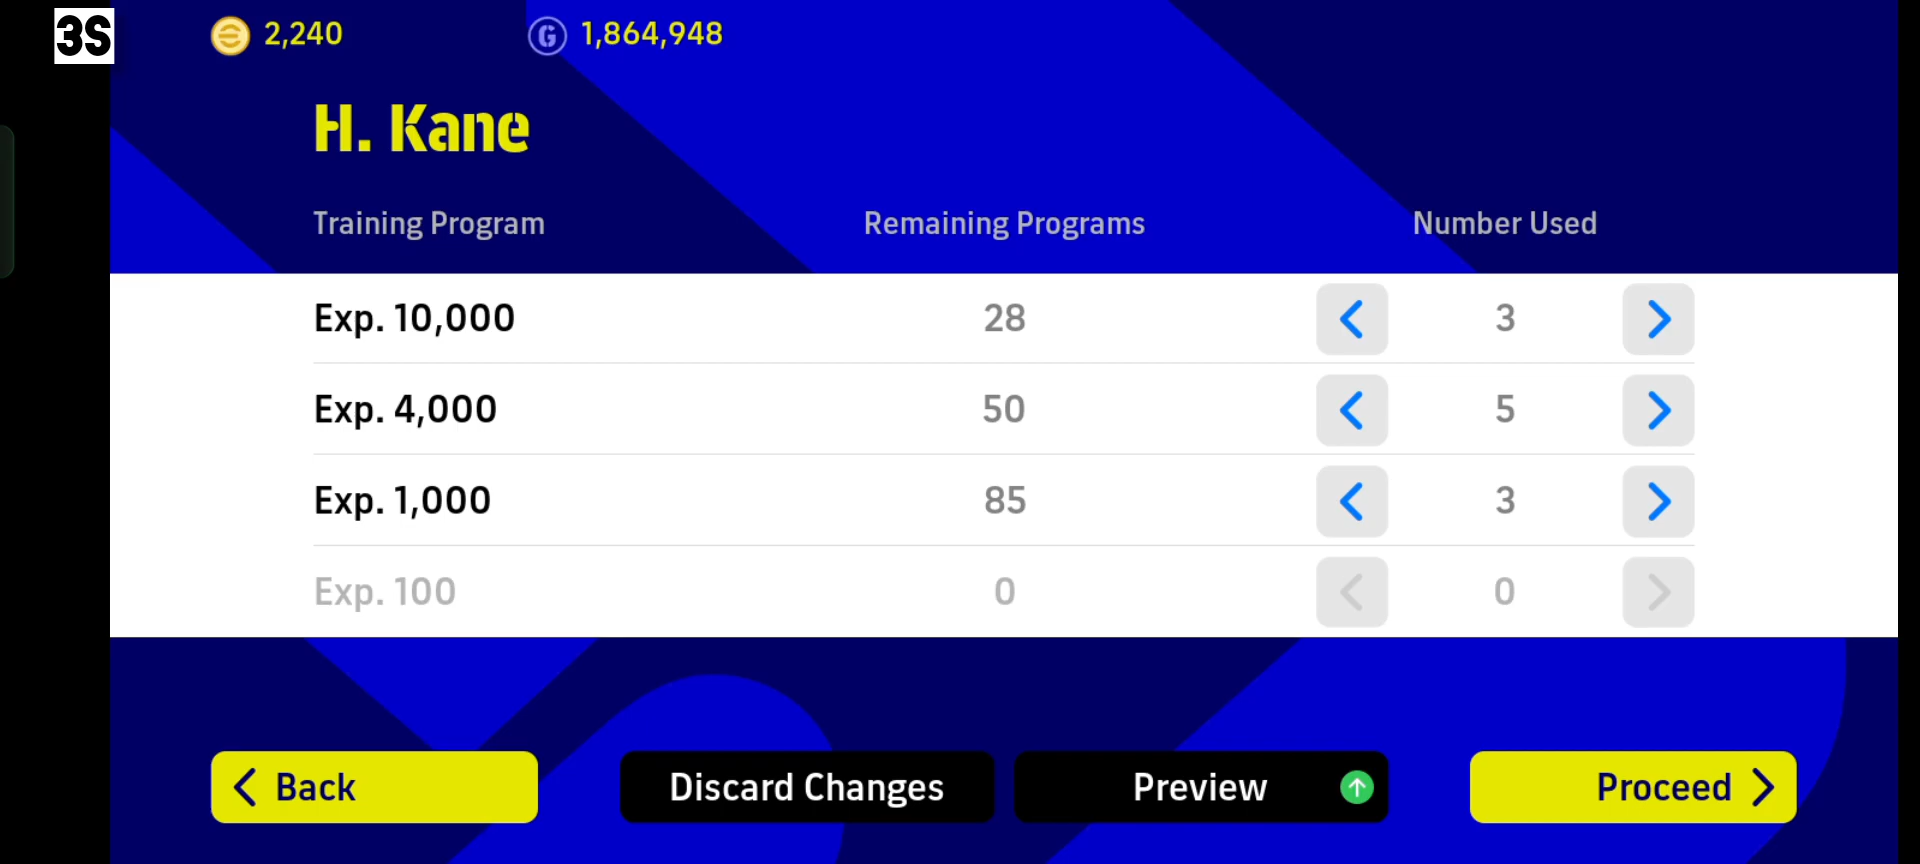 3S
2,240
1,864,948
H. Kane
Training Program Remaining Programs Number Used
Exp. 10,000 28 3
Exp. 4,000 50 5
Exp. 1,000 85 3
Exp. 100 0 0
Back Discard Changes Preview Proceed